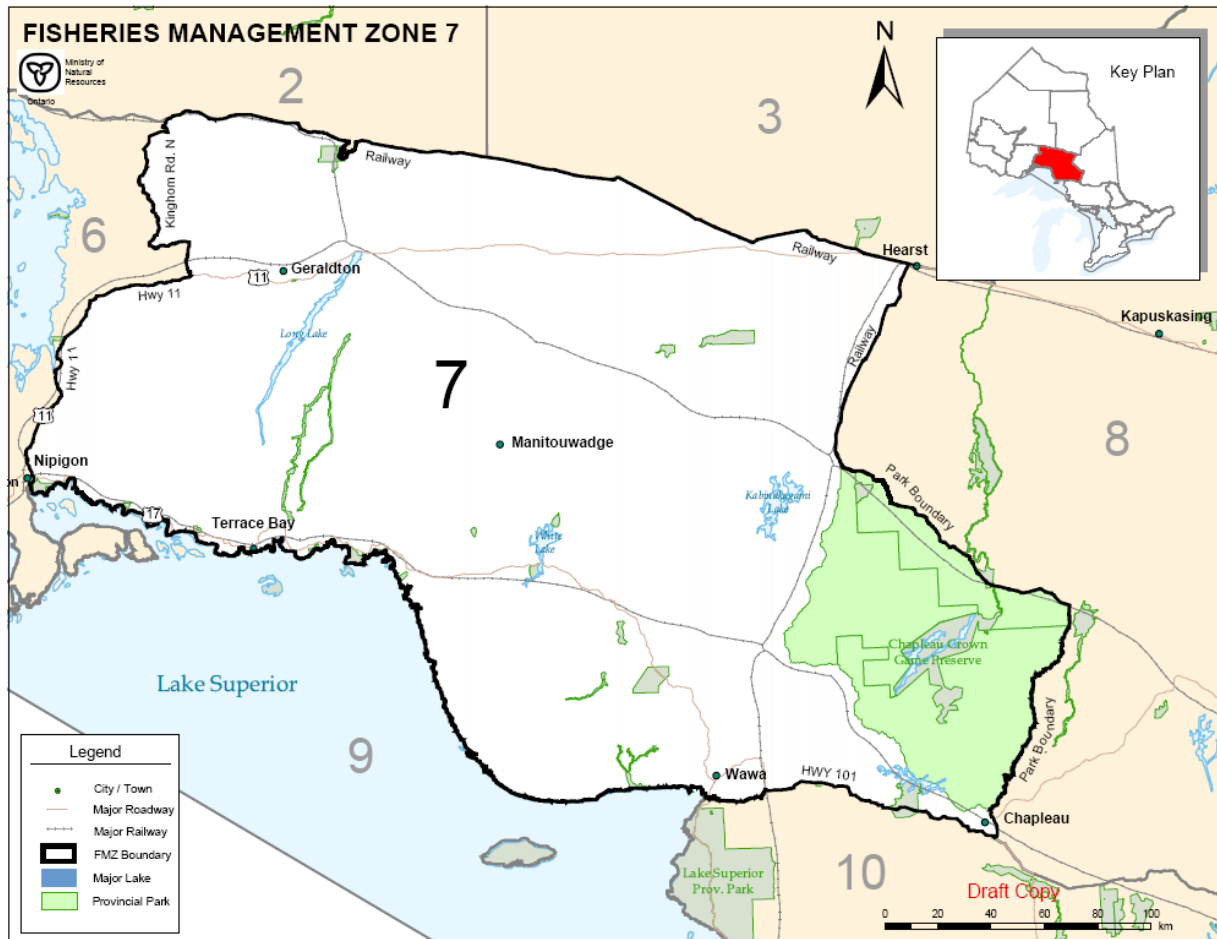 FISHERIES MANAGEMENT ZONE 7
Ministry of
Natural
Resources
Ontario
N
Key Plan
2
3
Railway
Kinghorn Rd. N
6
Railway
Hearst
11
Geraldton
Hwy 11
Long Lake
Kapuskasing
Hwy 11
Railway
7
11
Manitouwadge
8
Nipigon
on
Park Boundary
Kabinakagami
Lake
17
Terrace Bay
White
Lake
Chapleau Crown
Game Preserve
Lake Superior
Park Boundary
9
Wawa
HWY 101
Chapleau
Legend
City / Town
Major Roadway
Major Railway
FMZ Boundary
Major Lake
Provincial Park
Lake Superior
Prov. Park
10
Draft Copy
0 20 40 60 80 100
km